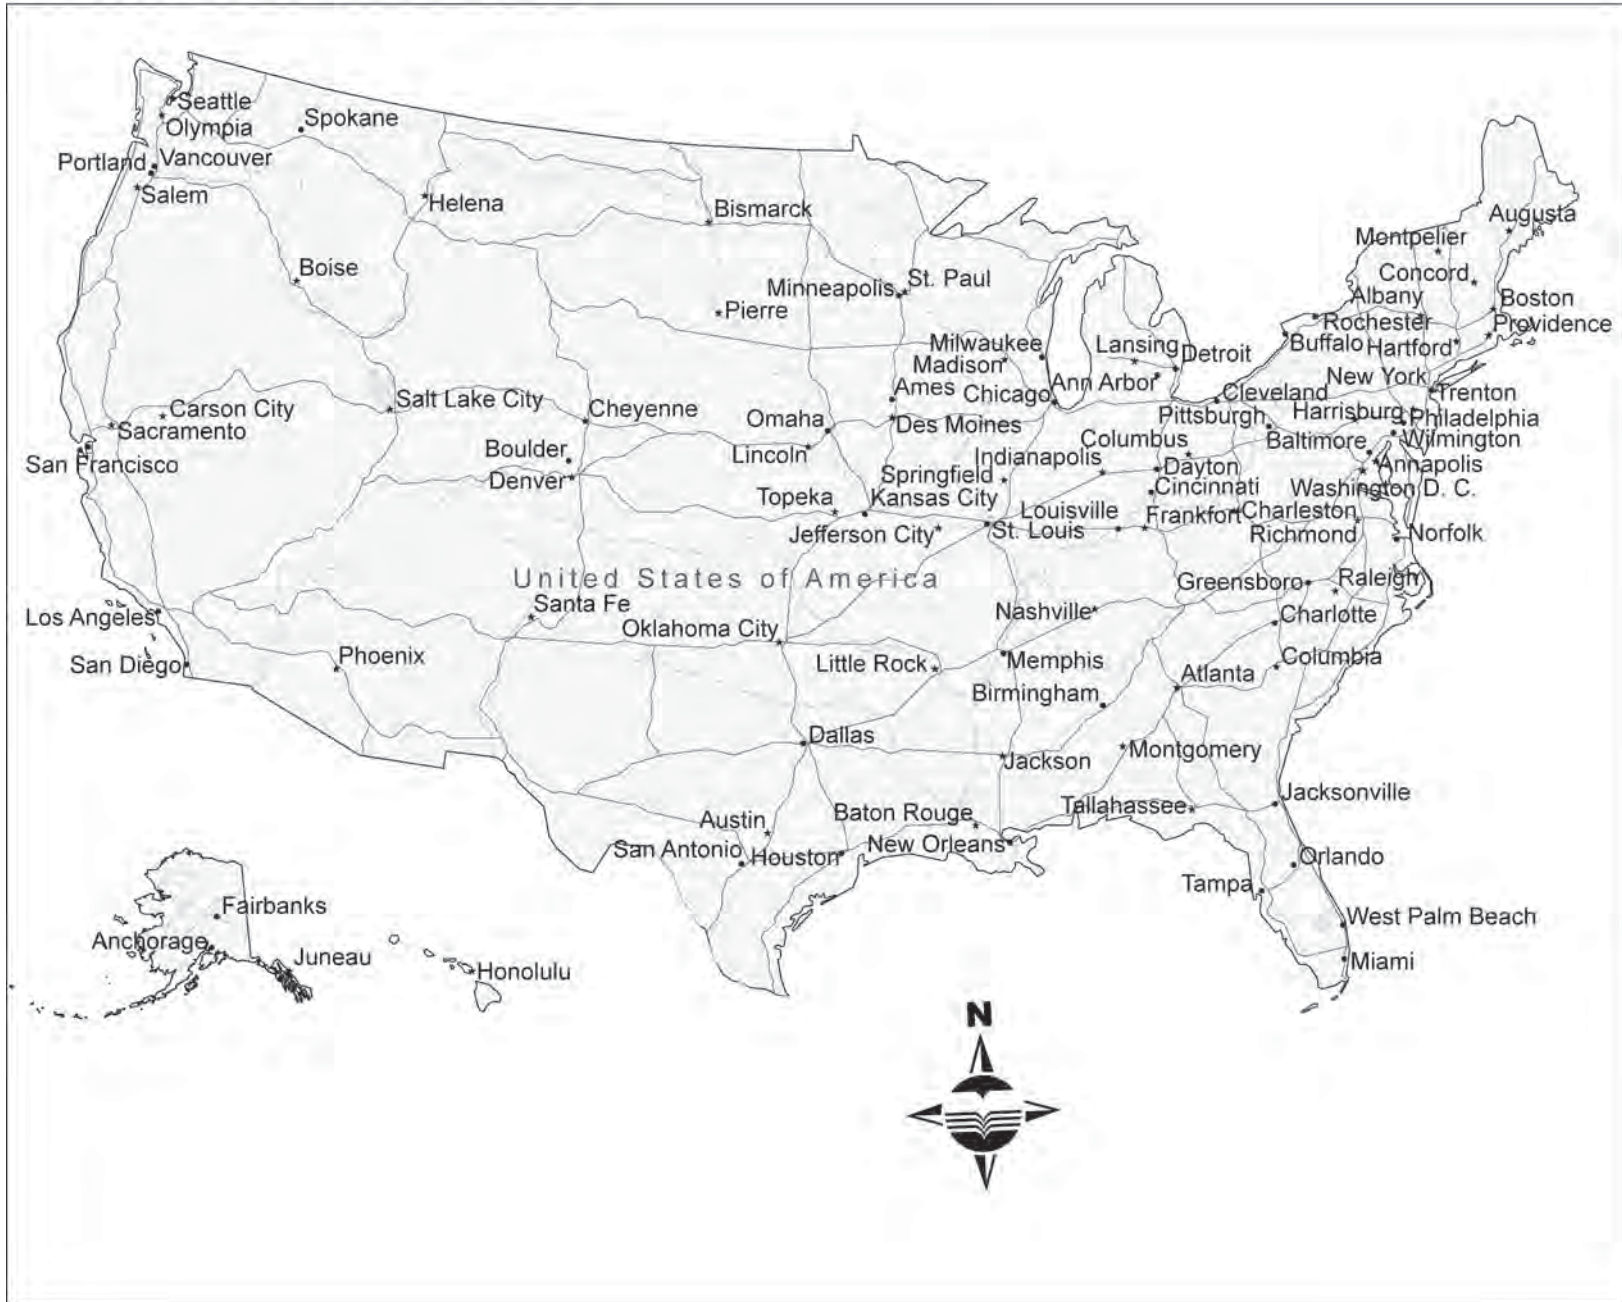 Seattle
Olympia
Spokane
Portland
Vancouver
Salem
Helena
Bismarck
Augusta
Montpelier
Boise
Concord
Minneapolis
St. Paul
Pierre
Albany
Boston
Rochester
Providence
Milwaukee
Lansing
Detroit
Buffalo
Hartford
Madison
Ames
Chicago
Ann Arbor
New York
Cleveland
Trenton
Salt Lake City
Carson City
Cheyenne
Omaha
Des Moines
Pittsburgh
Harrisburg
Philadelphia
Sacramento
Columbus
Baltimore
Wilmington
San Francisco
Boulder
Lincoln
Indianapolis
Dayton
Annapolis
Denver
Springfield
Cincinnati
Washington D. C.
Topeka
Kansas City
Louisville
Frankfort
Charleston
Jefferson City
St. Louis
Richmond
Norfolk
United States of America
Greensboro
Raleigh
Los Angeles
Santa Fe
Nashville
Charlotte
Oklahoma City
San Diego
Phoenix
Little Rock
Memphis
Columbia
Atlanta
Birmingham
Dallas
Montgomery
Jackson
Jacksonville
Tallahassee
Austin
Baton Rouge
San Antonio
Houston
New Orleans
Orlando
Tampa
Fairbanks
West Palm Beach
Anchorage
Juneau
Honolulu
Miami
N